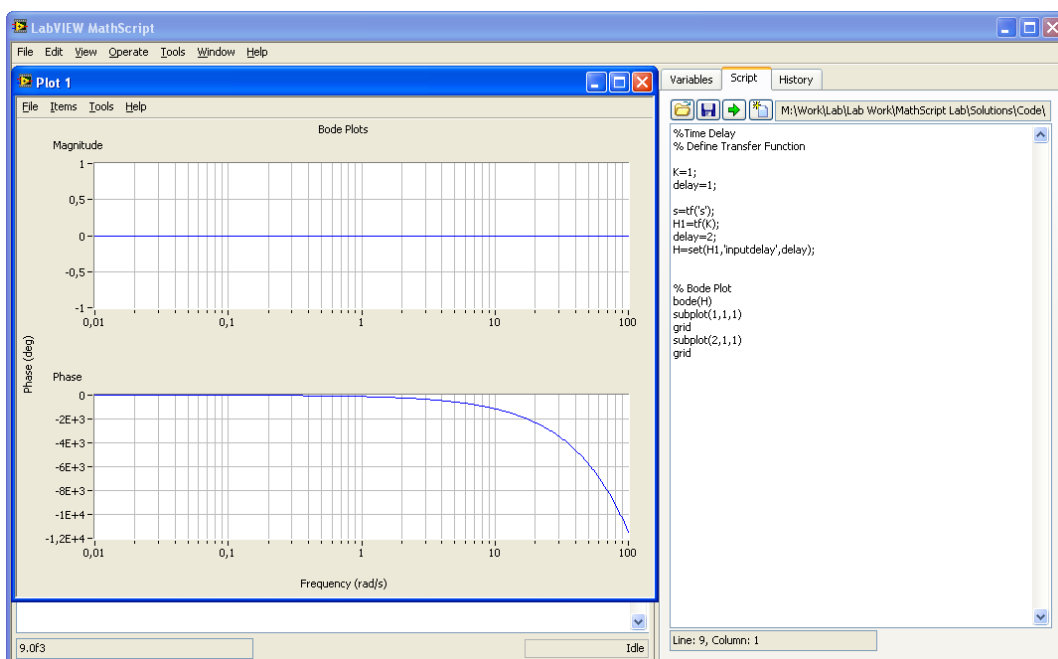 LabVIEW MathScript
File Edit View Operate Tools Window Help
Plot 1
File Items Tools Help
Bode Plots
Magnitude
1
0,5
0
-0,5
-1
0,01 0,1 1 10 100
Phase (deg)
Phase
0
-2E+3
-4E+3
-6E+3
-8E+3
-1E+4
-1,2E+4
0,01 0,1 1 10 100
Frequency (rad/s)
9.0f3
Idle
Variables Script History
M:\Work\Lab\Lab Work\MathScript Lab\Solutions\Code\
%Time Delay
% Define Transfer Function
K=1;
delay=1;
s=tf('s');
H1=tf(K);
delay=2;
H=set(H1,'inputdelay',delay);
% Bode Plot
bode(H)
subplot(1,1,1)
grid
subplot(2,1,1)
grid
Line: 9, Column: 1